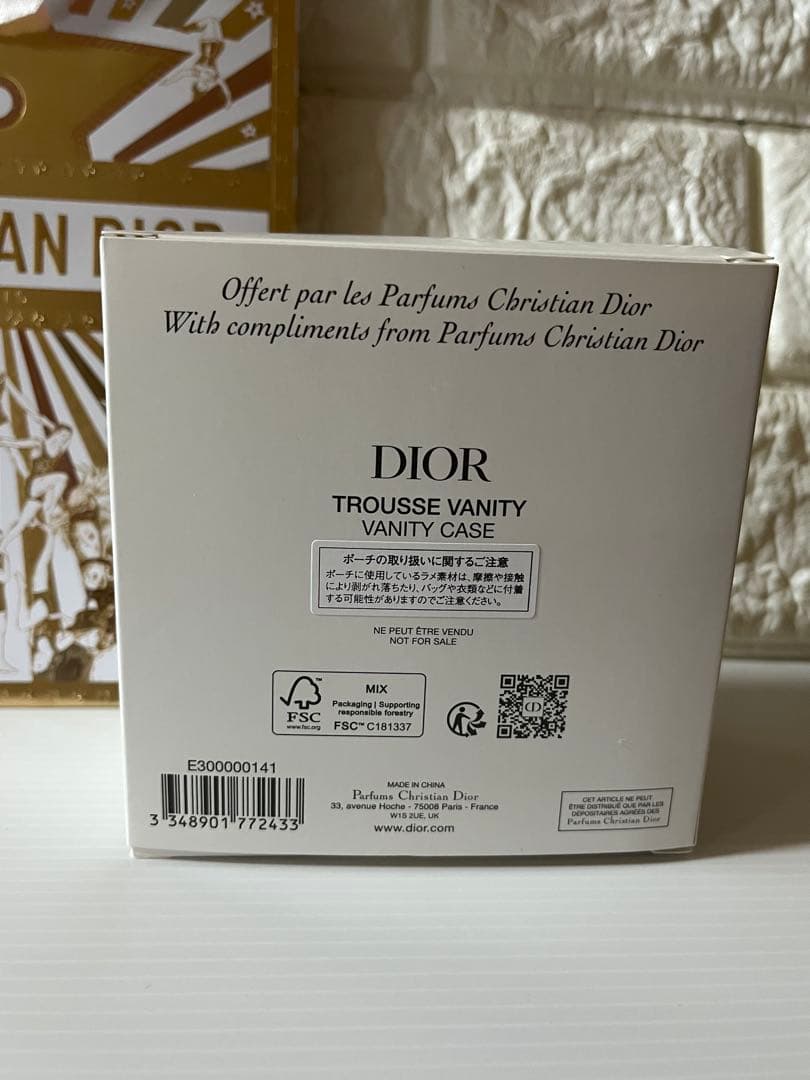 AN DIOR
Offert par les Parfums Christian Dior
With compliments from Parfums Christian Dior
DIOR
TROUSSE VANITY
VANITY CASE
ポーチの取り扱いに関するご注意
ポーチに使用しているラメ素材は、摩擦や接触
により剥がれ落ちたり、バッグや衣類などに付着
する可能性がありますのでご注意ください。
NE PEUT ÊTRE VENDU
NOT FOR SALE
FSC
www.fsc.org
MIX
Packaging | Supporting
responsible forestry
FSC™ C181337
CD
E300000141
3 348901 772433
MADE IN CHINA
Parfums Christian Dior
33, avenue Hoche - 75008 Paris - France
W1S 2UE, UK
www.dior.com
CET ARTICLE NE PEUT
ÊTRE DISTRIBUÉ QUE PAR LES
DÉPOSITAIRES AGRÉÉS DES
Parfums Christian Dior